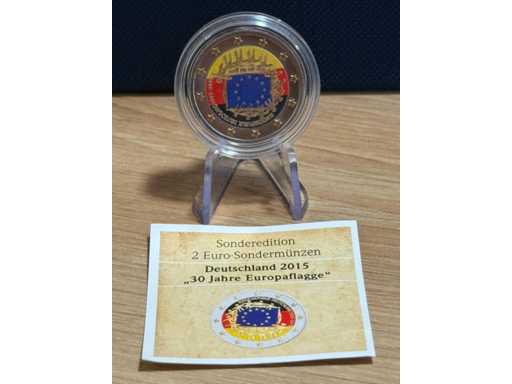 Sonderedition
2 Euro-Sondermünzen
Deutschland 2015
„30 Jahre Europaflagge"